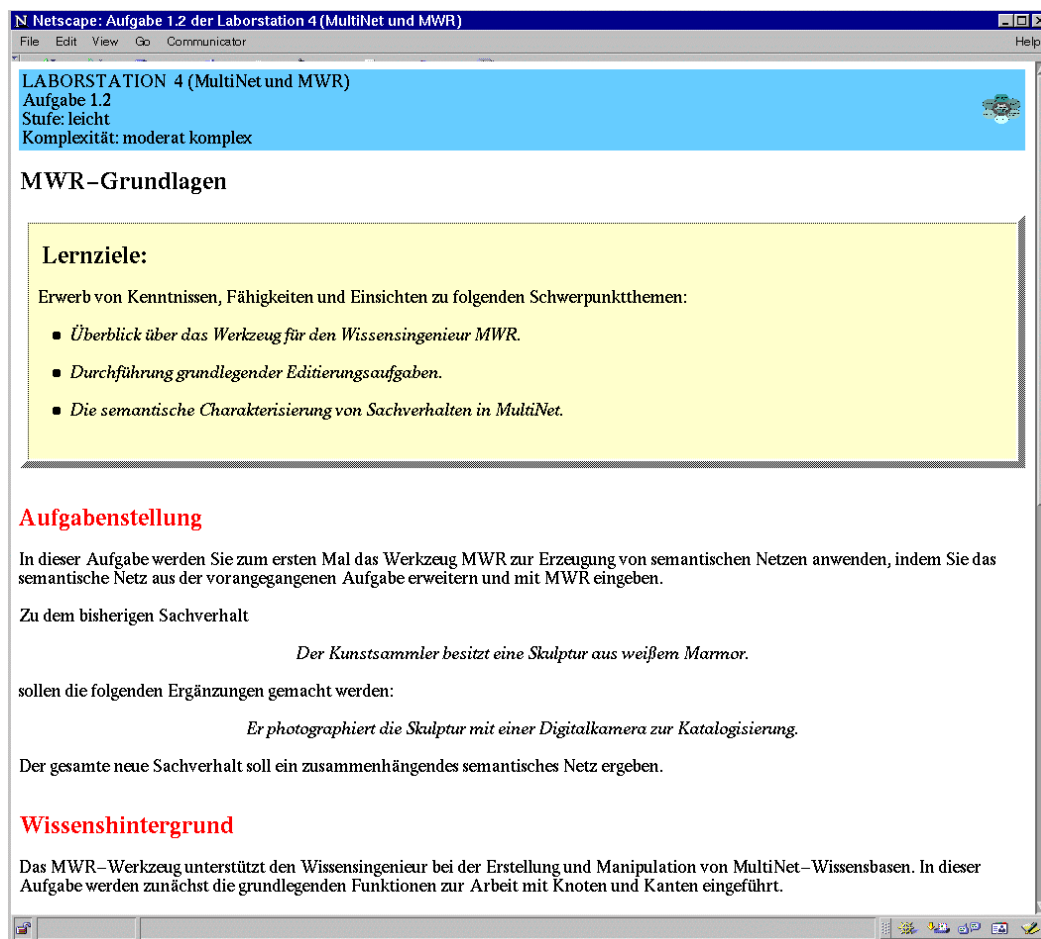 N Netscape: Aufgabe 1.2 der Laborstation 4 (MultiNet und MWR)
File Edit View Go Communicator Help
LABORSTATION 4 (MultiNet und MWR)
Aufgabe 1.2
Stufe: leicht
Komplexität: moderat komplex
MWR–Grundlagen
Lernziele:
Erwerb von Kenntnissen, Fähigkeiten und Einsichten zu folgenden Schwerpunktthemen:
Überblick über das Werkzeug für den Wissensingenieur MWR.
Durchführung grundlegender Editierungsaufgaben.
Die semantische Charakterisierung von Sachverhalten in MultiNet.
Aufgabenstellung
In dieser Aufgabe werden Sie zum ersten Mal das Werkzeug MWR zur Erzeugung von semantischen Netzen anwenden, indem Sie das
semantische Netz aus der vorangegangenen Aufgabe erweitern und mit MWR eingeben.
Zu dem bisherigen Sachverhalt
Der Kunstsammler besitzt eine Skulptur aus weißem Marmor.
sollen die folgenden Ergänzungen gemacht werden:
Er photographiert die Skulptur mit einer Digitalkamera zur Katalogisierung.
Der gesamte neue Sachverhalt soll ein zusammenhängendes semantisches Netz ergeben.
Wissenshintergrund
Das MWR–Werkzeug unterstützt den Wissensingenieur bei der Erstellung und Manipulation von MultiNet–Wissensbasen. In dieser
Aufgabe werden zunächst die grundlegenden Funktionen zur Arbeit mit Knoten und Kanten eingeführt.